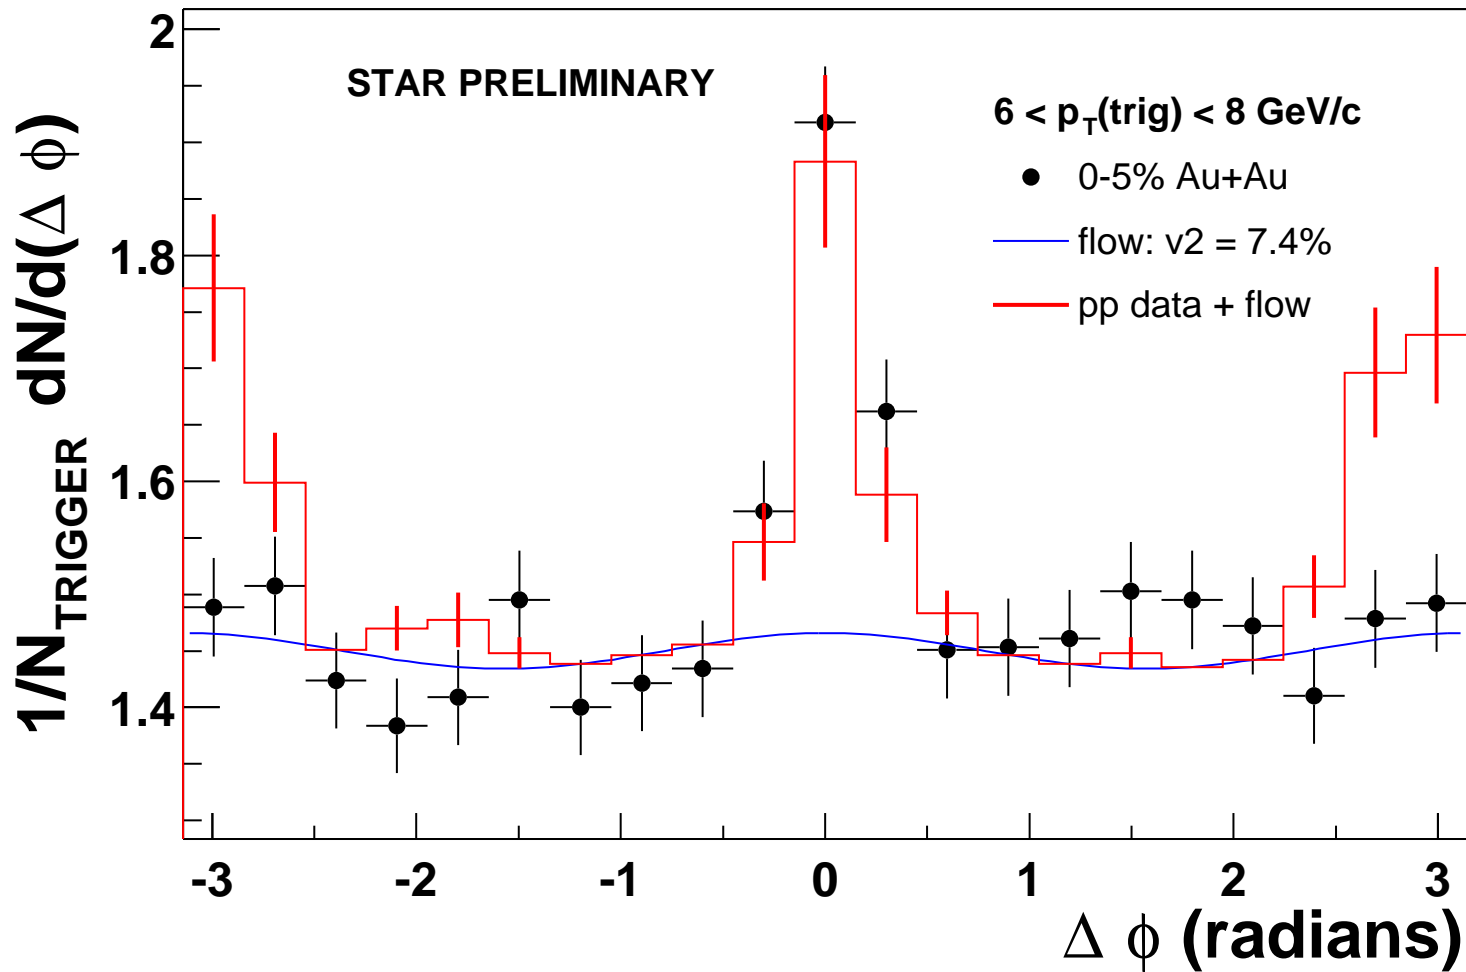 1/N_TRIGGER dN/d(Δ ϕ)
2
1.8
1.6
1.4
STAR PRELIMINARY
6 < p_T(trig) < 8 GeV/c
0-5% Au+Au
flow: v2 = 7.4%
pp data + flow
-3 -2 -1 0 1 2 3
Δ ϕ (radians)